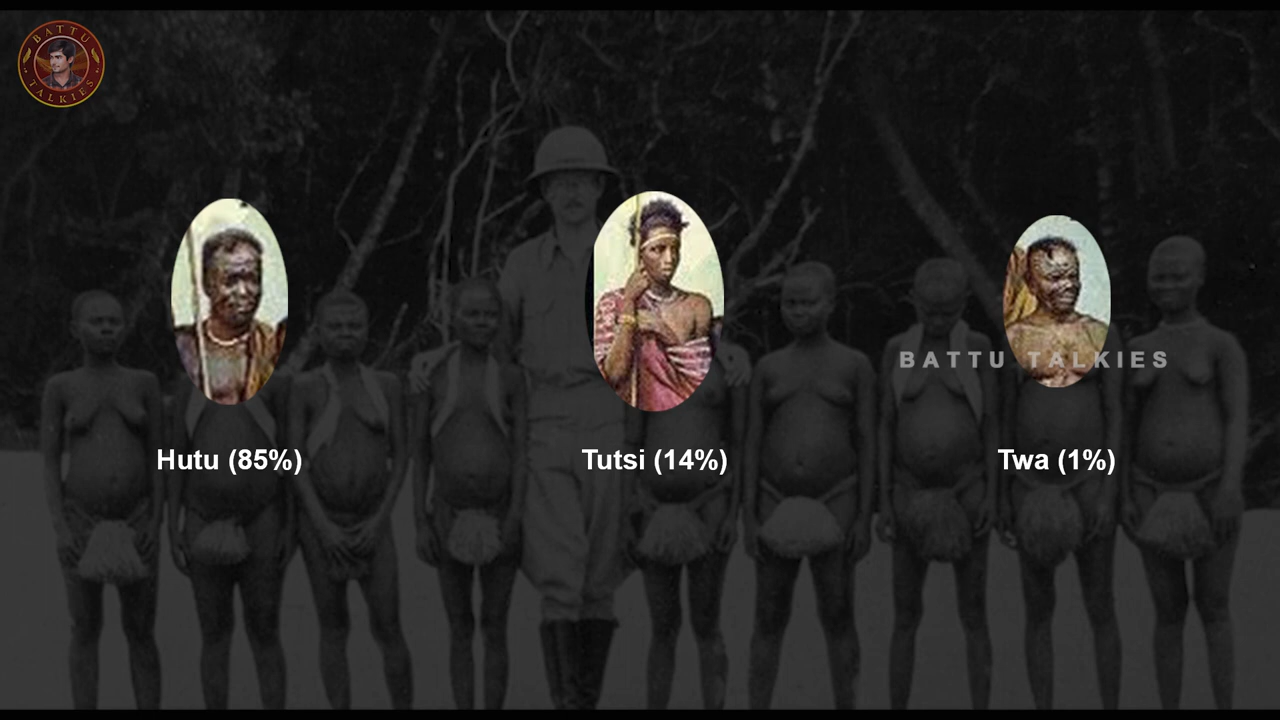 BATTU
TALKIES
BATTU TALKIES
Hutu (85%)
Tutsi (14%)
Twa (1%)